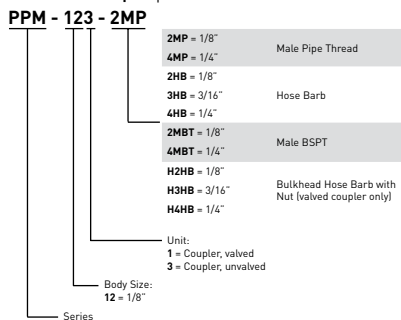 PPM - 123 - 2MP
2MP = 1/8"
4MP = 1/4"
Male Pipe Thread
2HB = 1/8"
3HB = 3/16"
4HB = 1/4"
Hose Barb
2MBT = 1/8"
4MBT = 1/4"
Male BSPT
H2HB = 1/8"
H3HB = 3/16"
H4HB = 1/4"
Bulkhead Hose Barb with
Nut (valved coupler only)
Unit:
1 = Coupler, valved
3 = Coupler, unvalved
Body Size:
12 = 1/8"
Series